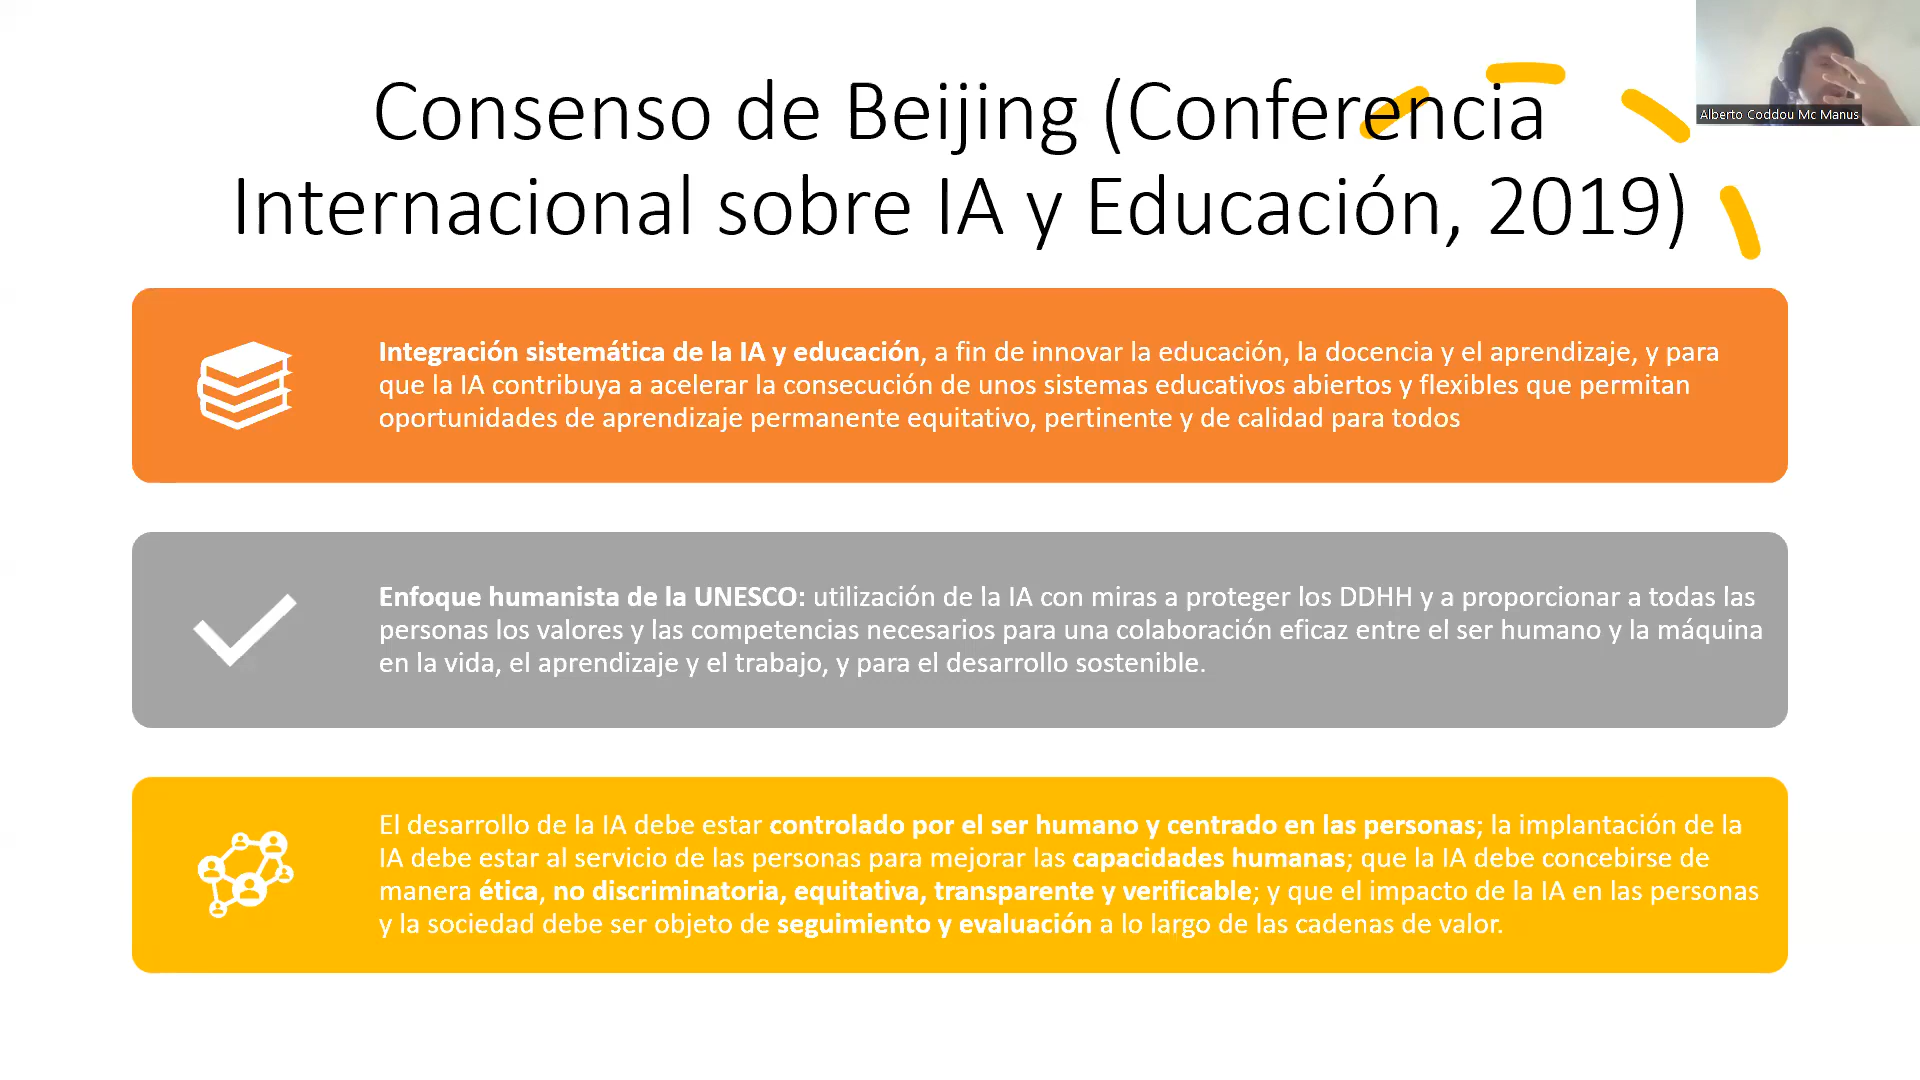 Consenso de Beijing (Conferencia
Internacional sobre IA y Educación, 2019)
Alberto Coddou Mc Manus
Integración sistemática de la IA y educación, a fin de innovar la educación, la docencia y el aprendizaje, y para
que la IA contribuya a acelerar la consecución de unos sistemas educativos abiertos y flexibles que permitan
oportunidades de aprendizaje permanente equitativo, pertinente y de calidad para todos
Enfoque humanista de la UNESCO: utilización de la IA con miras a proteger los DDHH y a proporcionar a todas las
personas los valores y las competencias necesarios para una colaboración eficaz entre el ser humano y la máquina
en la vida, el aprendizaje y el trabajo, y para el desarrollo sostenible.
El desarrollo de la IA debe estar controlado por el ser humano y centrado en las personas; la implantación de la
IA debe estar al servicio de las personas para mejorar las capacidades humanas; que la IA debe concebirse de
manera ética, no discriminatoria, equitativa, transparente y verificable; y que el impacto de la IA en las personas
y la sociedad debe ser objeto de seguimiento y evaluación a lo largo de las cadenas de valor.